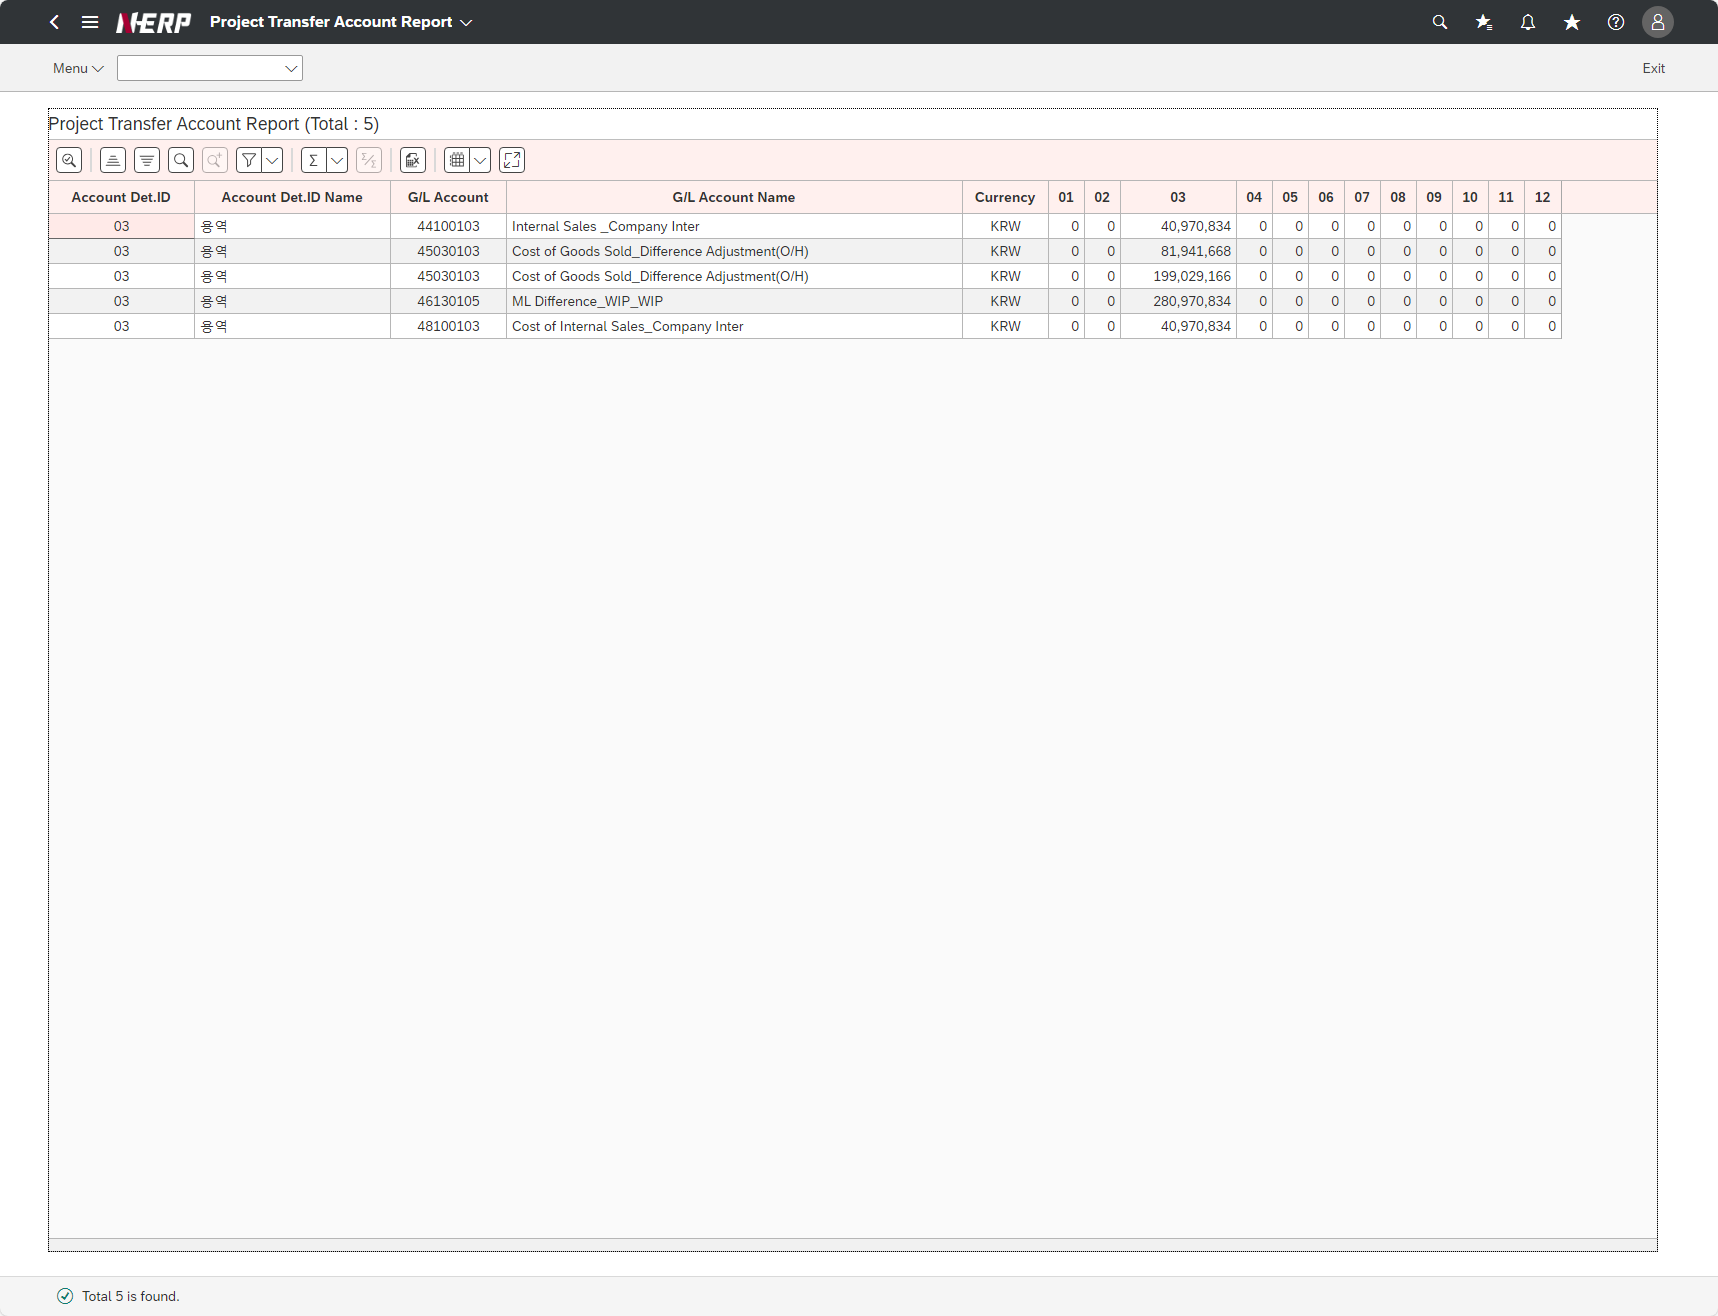 NERP Project Transfer Account Report
Menu Exit
Project Transfer Account Report (Total : 5)
Account Det.ID Account Det.ID Name G/L Account G/L Account Name Currency 01 02 03 04 05 06 07 08 09 10 11 12
03 용역 44100103 Internal Sales _Company Inter KRW 0 0 40,970,834 0 0 0 0 0 0 0 0 0
03 용역 45030103 Cost of Goods Sold_Difference Adjustment(O/H) KRW 0 0 81,941,668 0 0 0 0 0 0 0 0 0
03 용역 45030103 Cost of Goods Sold_Difference Adjustment(O/H) KRW 0 0 199,029,166 0 0 0 0 0 0 0 0 0
03 용역 46130105 ML Difference_WIP_WIP KRW 0 0 280,970,834 0 0 0 0 0 0 0 0 0
03 용역 48100103 Cost of Internal Sales_Company Inter KRW 0 0 40,970,834 0 0 0 0 0 0 0 0 0
Total 5 is found.